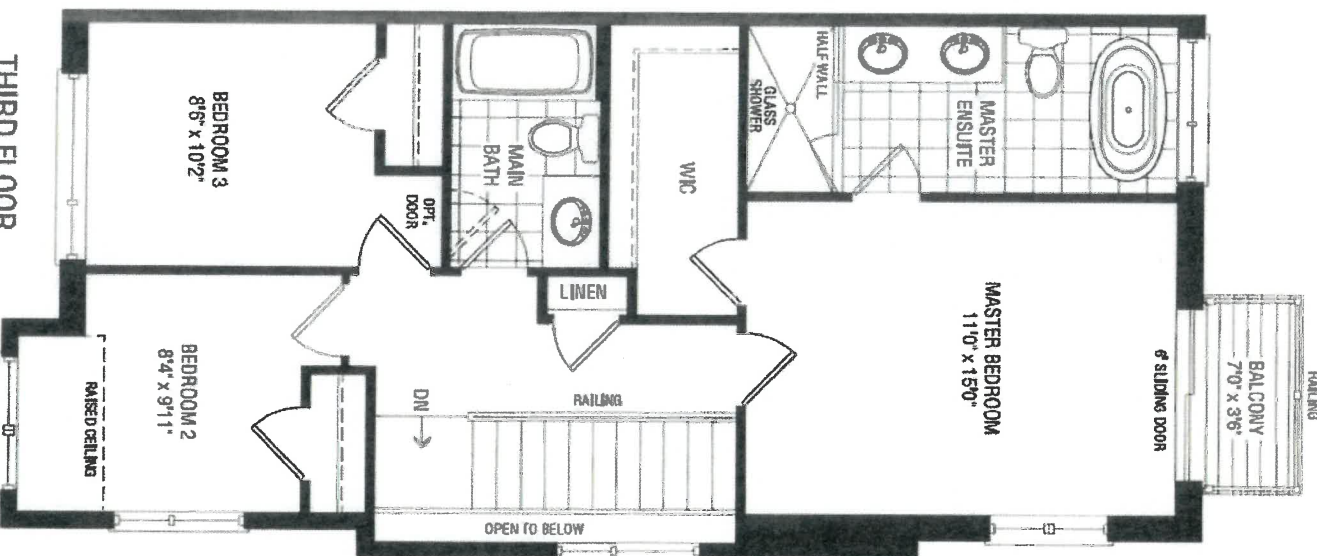 THIRD FLOOR
BEDROOM 3
8'6" x 10'2"
OPT.
DOOR
MAIN
BATH
WIC
HALF WALL
GLASS
SHOWER
MASTER
ENSUITE
BEDROOM 2
8'4" x 9'11"
RAISED CEILING
LINEN
DN
RAILING
OPEN TO BELOW
MASTER BEDROOM
11'0" x 15'0"
6' SLIDING DOOR
BALCONY
7'0" x 3'6"
RAILING